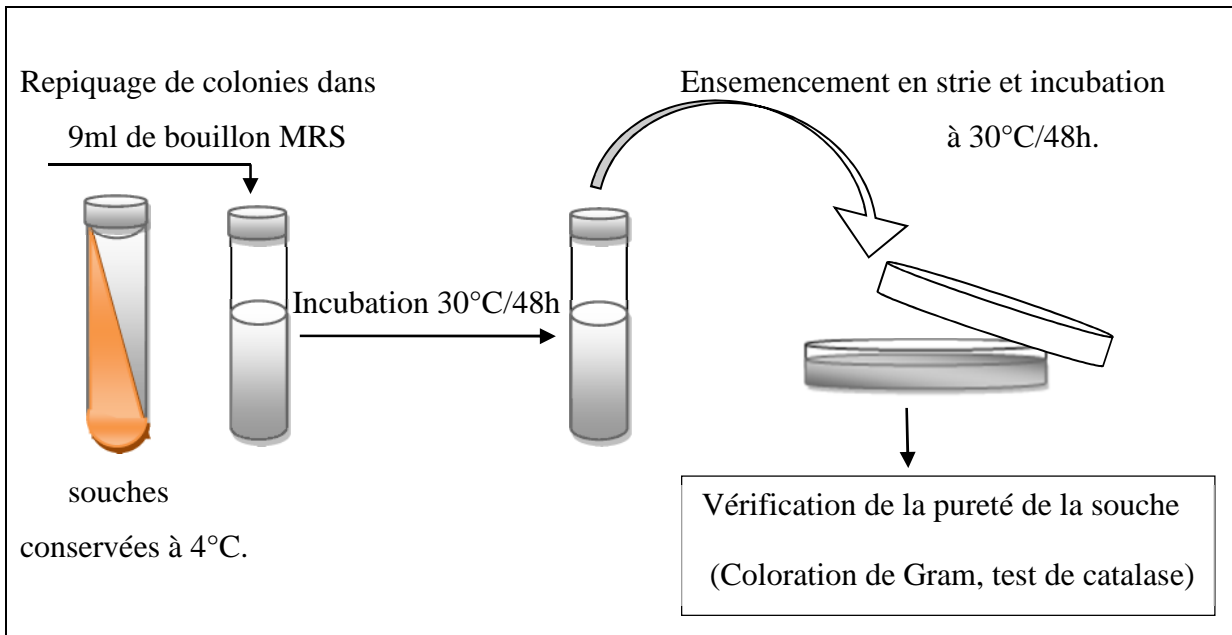 Repiquage de colonies dans
9ml de bouillon MRS
Ensemencement en strie et incubation
à 30°C/48h.
Incubation 30°C/48h
souches
conservées à 4°C.
Vérification de la pureté de la souche
(Coloration de Gram, test de catalase)